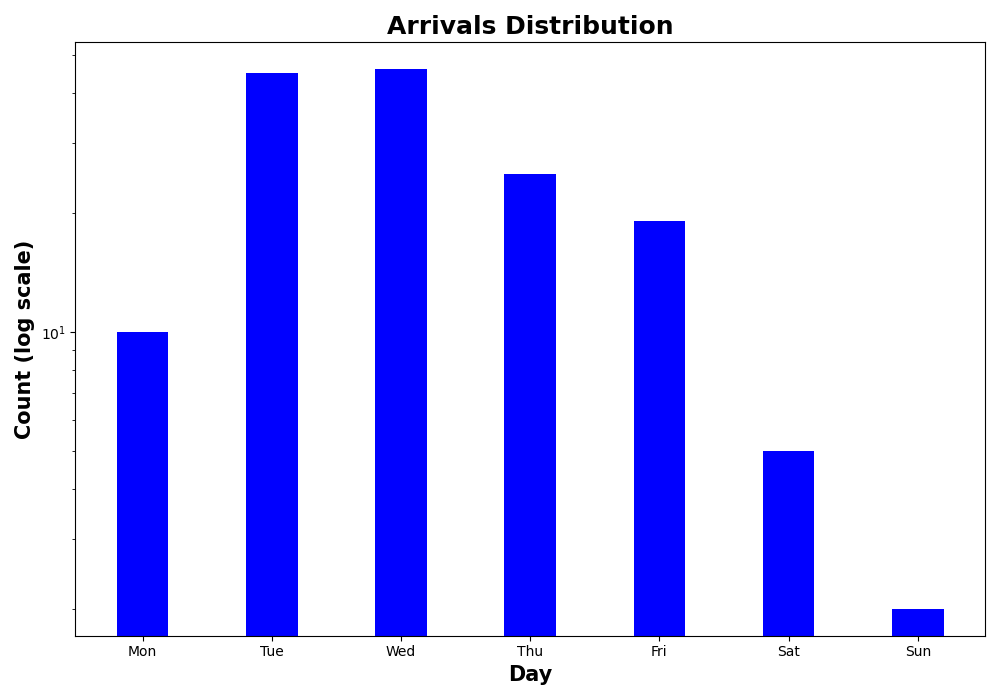 Arrivals Distribution
Count (log scale)
10¹
Mon Tue Wed Thu Fri Sat Sun
Day